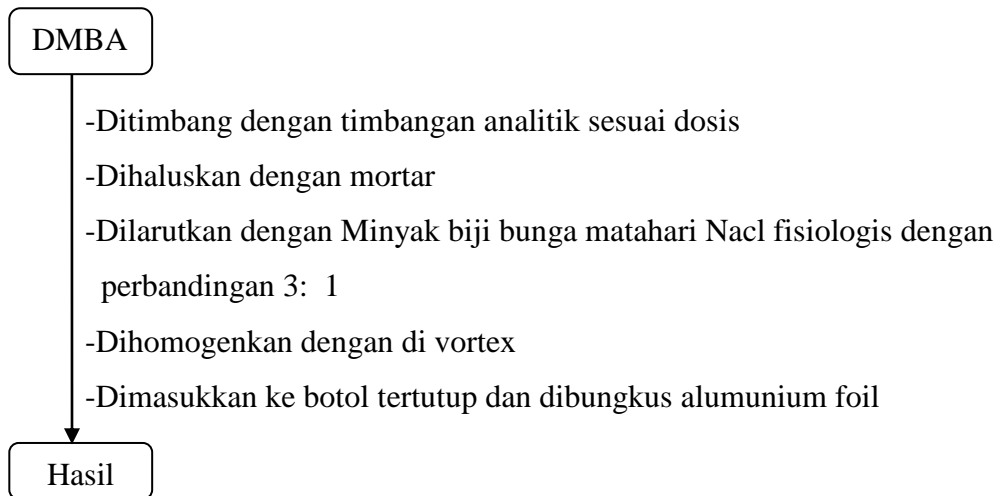 DMBA
-Ditimbang dengan timbangan analitik sesuai dosis
-Dihaluskan dengan mortar
-Dilarutkan dengan Minyak biji bunga matahari Nacl fisiologis dengan
perbandingan 3: 1
-Dihomogenkan dengan di vortex
-Dimasukkan ke botol tertutup dan dibungkus alumunium foil
Hasil